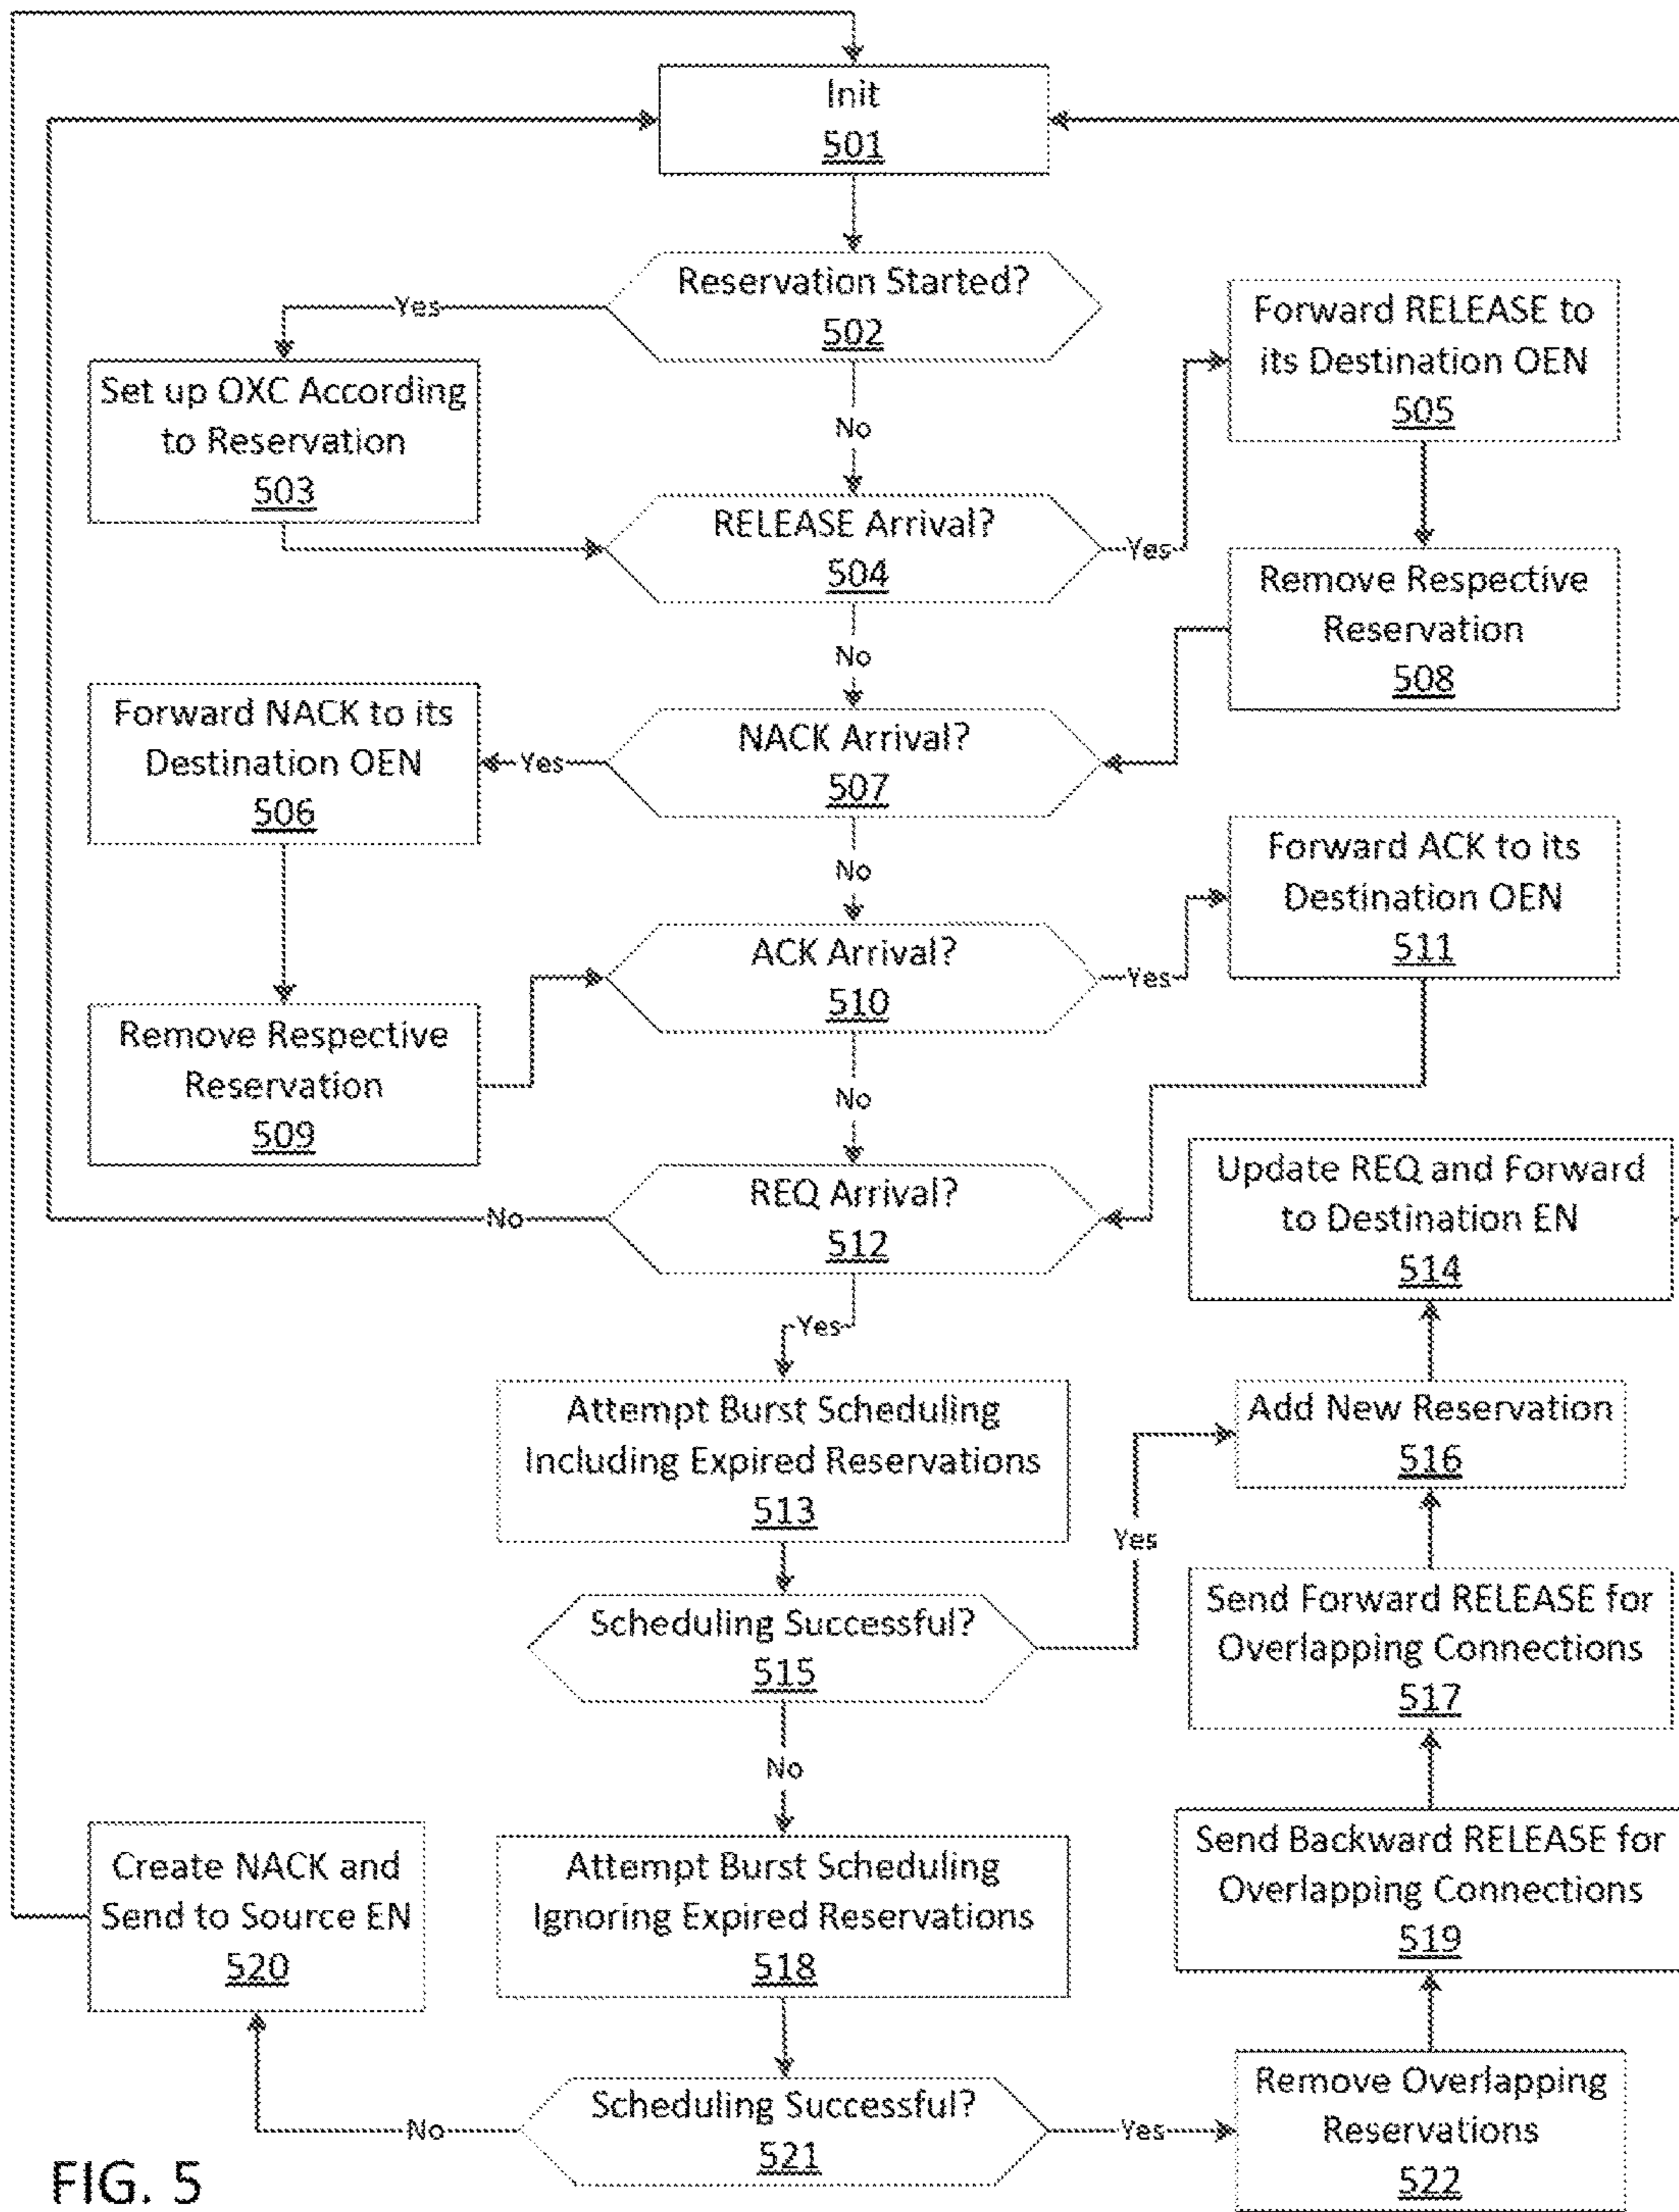 Init
501
Reservation Started?
502
Yes
No
Set up OXC According
to Reservation
503
Forward RELEASE to
its Destination OEN
505
RELEASE Arrival?
504
Yes
No
Remove Respective
Reservation
508
Forward NACK to its
Destination OEN
506
Yes
NACK Arrival?
507
No
Forward ACK to its
Destination OEN
511
ACK Arrival?
510
Yes
No
Remove Respective
Reservation
509
REQ Arrival?
512
No
Yes
Update REQ and Forward
to Destination EN
514
Attempt Burst Scheduling
Including Expired Reservations
513
Add New Reservation
516
Yes
Scheduling Successful?
515
No
Send Forward RELEASE for
Overlapping Connections
517
Create NACK and
Send to Source EN
520
Attempt Burst Scheduling
Ignoring Expired Reservations
518
Send Backward RELEASE for
Overlapping Connections
519
Scheduling Successful?
521
No
Yes
Remove Overlapping
Reservations
522
FIG. 5